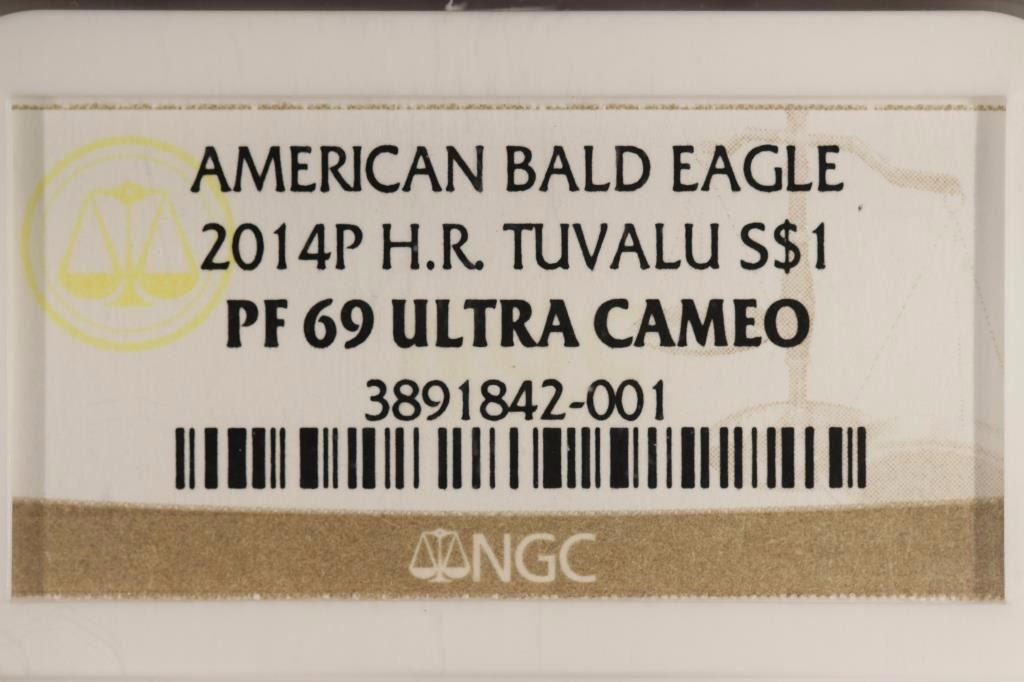 AMERICAN BALD EAGLE
2014P H.R. TUVALU S$1
PF 69 ULTRA CAMEO
3891842-001
NGC